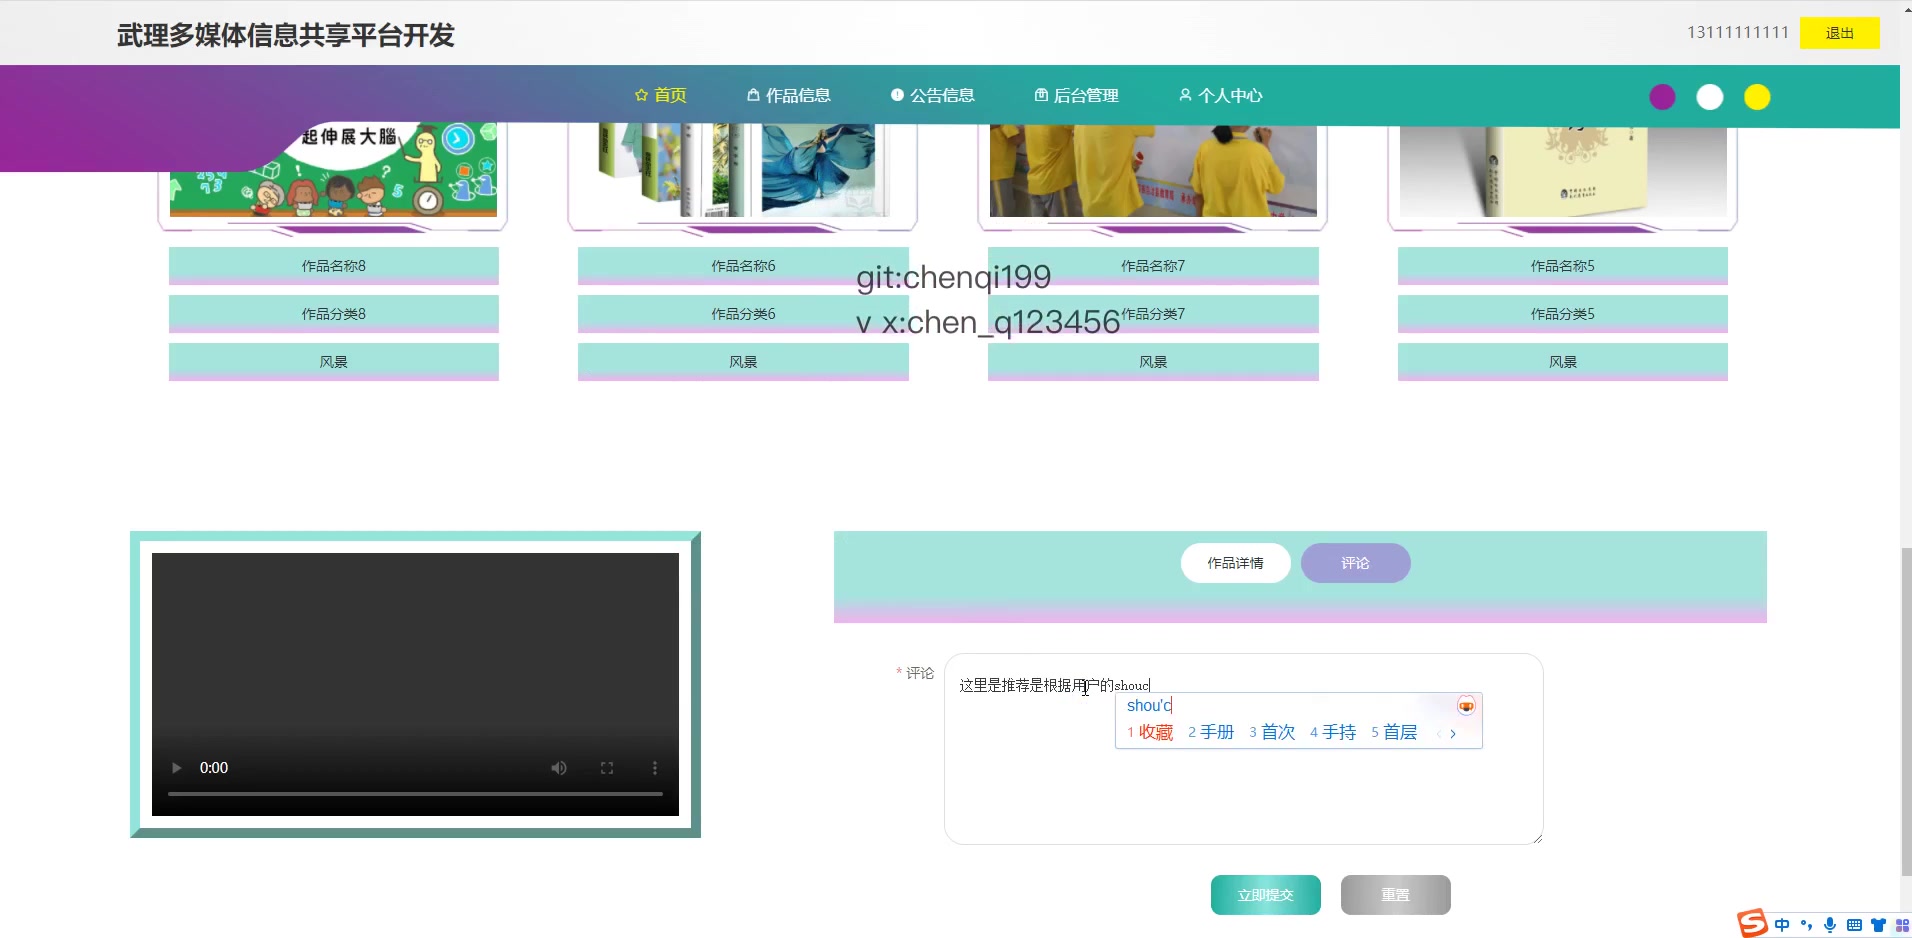 武理多媒体信息共享平台开发
13111111111
退出
首页
作品信息
公告信息
后台管理
个人中心
起伸展大腦
作品名称8
作品名称6
作品名称7
作品名称5
git:chenqi199
作品分类8
作品分类6
v x:chen_q123456
作品分类7
作品分类5
风景
风景
风景
风景
作品详情
评论
* 评论
这里是推荐是根据用户的shouc
shou'c
1 收藏 2 手册 3 首次 4 手持 5 首层
0:00
立即提交
重置
中